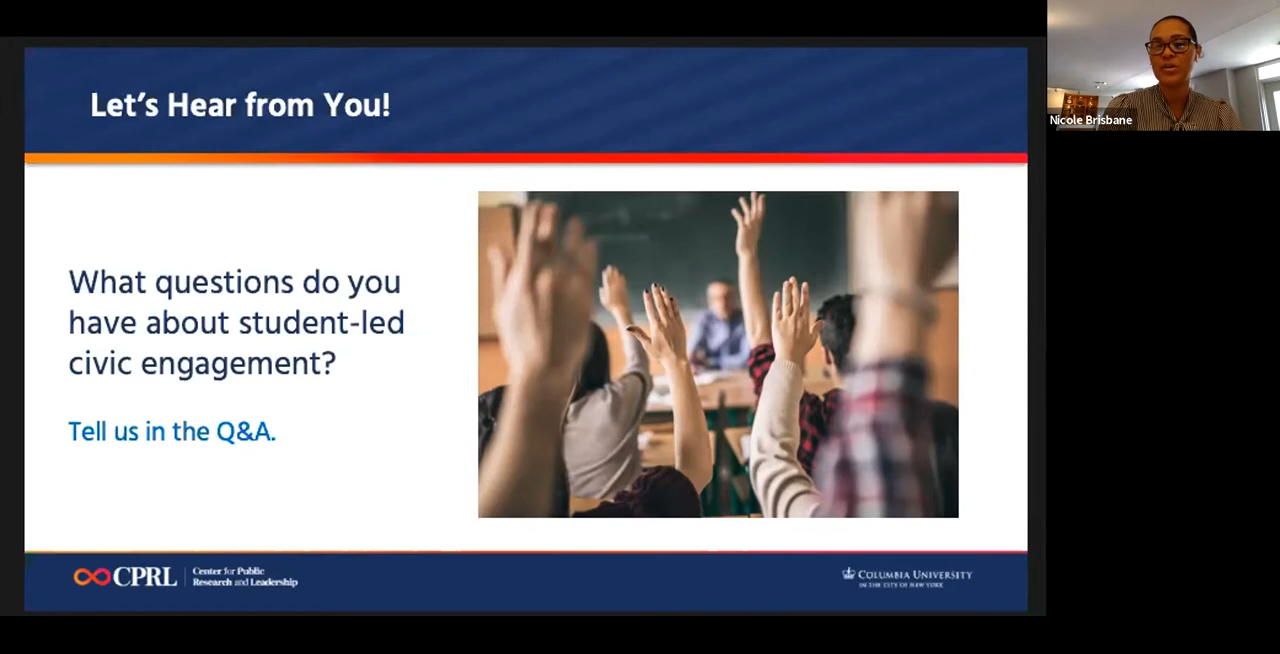 Let's Hear from You!
Nicole Brisbane
What questions do you
have about student-led
civic engagement?
Tell us in the Q&A.
CPRL
Center for Public
Research and Leadership
COLUMBIA UNIVERSITY
IN THE CITY OF NEW YORK